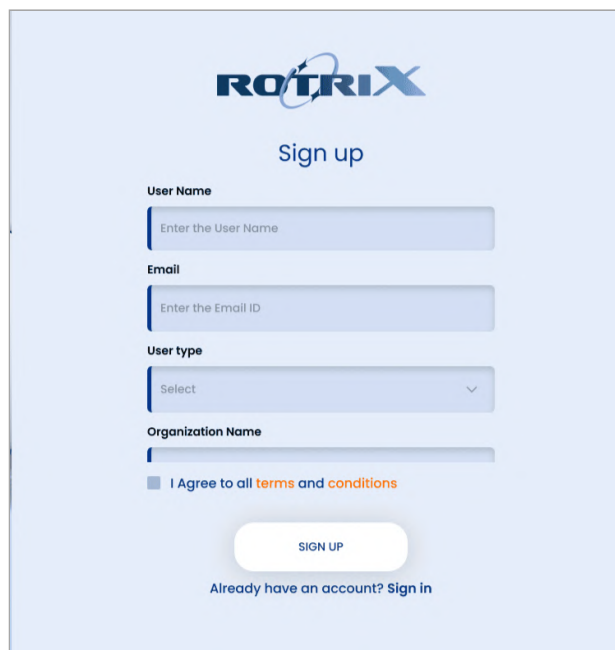 ROTRIX
Sign up
User Name
Enter the User Name
Email
Enter the Email ID
User type
Select
Organization Name
I Agree to all terms and conditions
SIGN UP
Already have an account? Sign in